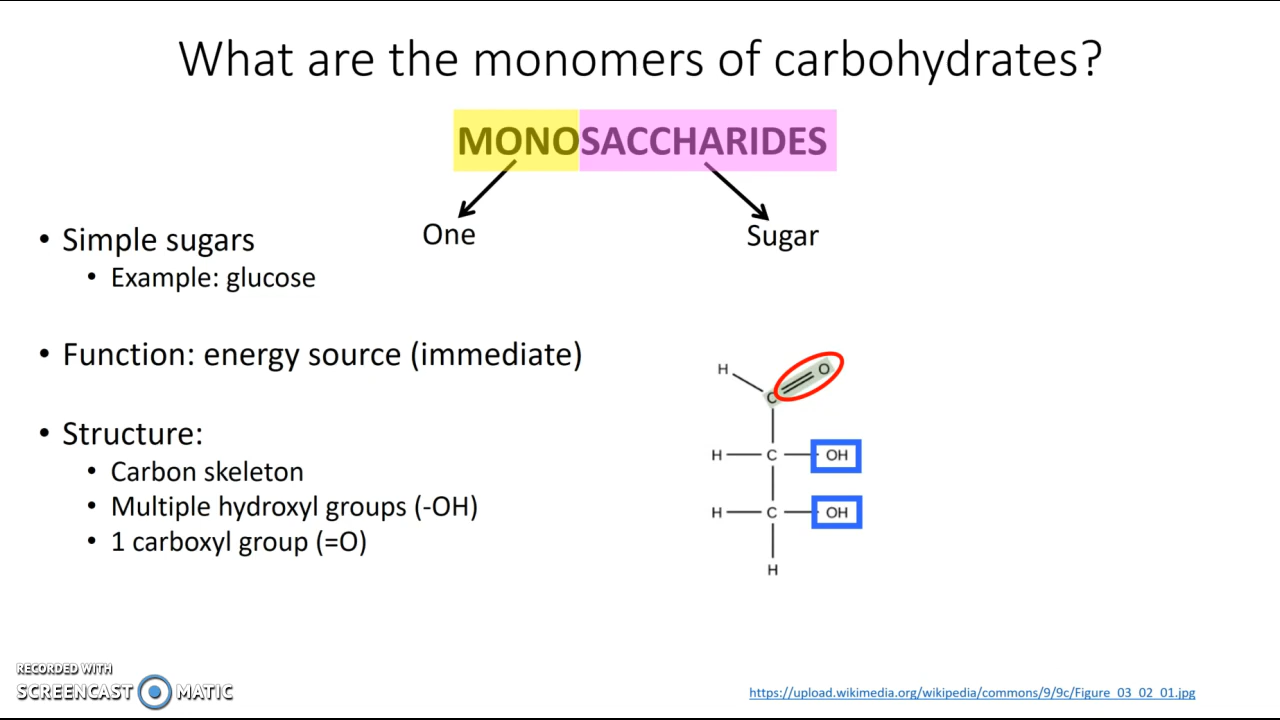 What are the monomers of carbohydrates?
MONOSACCHARIDES
One
Sugar
• Simple sugars
• Example: glucose
• Function: energy source (immediate)
• Structure:
• Carbon skeleton
• Multiple hydroxyl groups (-OH)
• 1 carboxyl group (=O)
H O
C
H C OH
H C OH
H
RECORDED WITH
SCREENCAST MATIC
https://upload.wikimedia.org/wikipedia/commons/9/9c/Figure_03_02_01.jpg